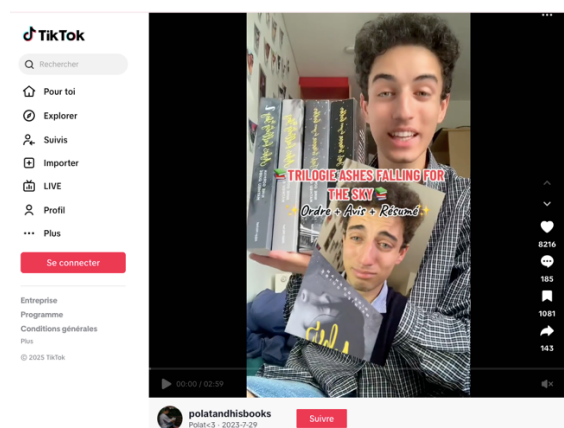 TikTok
Rechercher
Pour toi
Explorer
Suivis
Importer
LIVE
Profil
Plus
Se connecter
Entreprise
Programme
Conditions générales
Plus
© 2025 TikTok
TRILOGIE ASHES FALLING FOR
THE SKY
Ordre + Avis + Résumé
8216
185
1081
143
00:00 / 02:59
polatandhisbooks
Polat<3 · 2023-7-29
Suivre